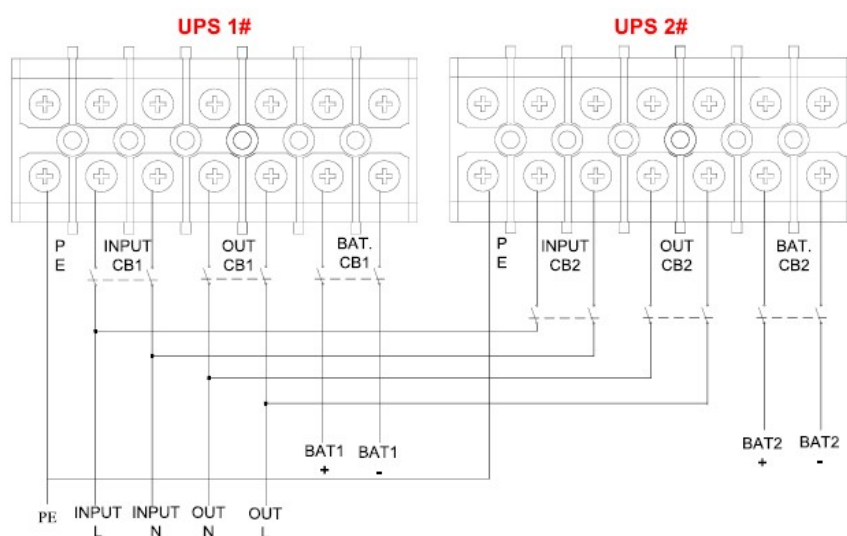 UPS 1#
UPS 2#
P
E
INPUT
CB1
OUT
CB1
BAT.
CB1
P
E
INPUT
CB2
OUT
CB2
BAT.
CB2
BAT1
+
BAT1
-
BAT2
+
BAT2
-
PE
INPUT
L
INPUT
N
OUT
N
OUT
L